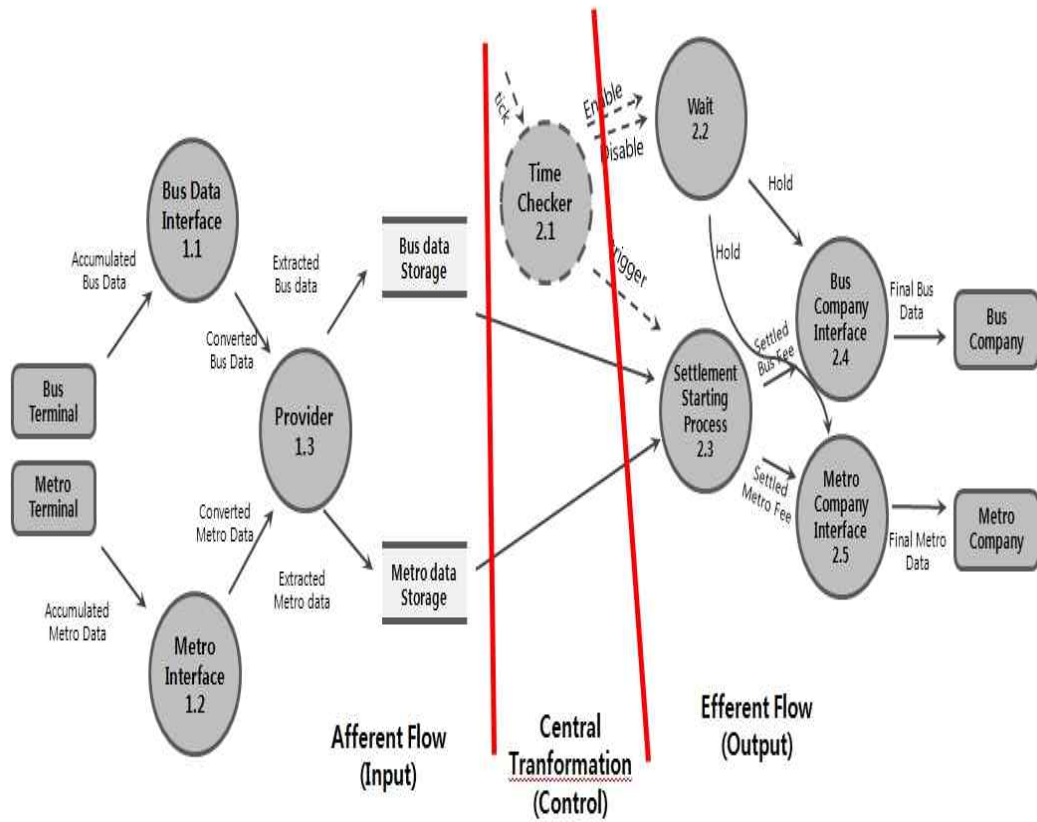 tick
Enable
Disable
Wait
2.2
Time
Checker
2.1
Hold
Hold
Trigger
Bus Data
Interface
1.1
Accumulated
Bus Data
Extracted
Bus data
Bus data
Storage
Converted
Bus Data
Bus
Company
Interface
2.4
Final Bus
Data
Bus
Company
Settled
Bus Fee
Bus
Terminal
Provider
1.3
Settlement
Starting
Process
2.3
Metro
Terminal
Converted
Metro Data
Settled
Metro Fee
Metro
Company
Interface
2.5
Final Metro
Data
Metro
Company
Accumulated
Metro Data
Extracted
Metro data
Metro data
Storage
Metro
Interface
1.2
Afferent Flow
(Input)
Central
Tranformation
(Control)
Efferent Flow
(Output)